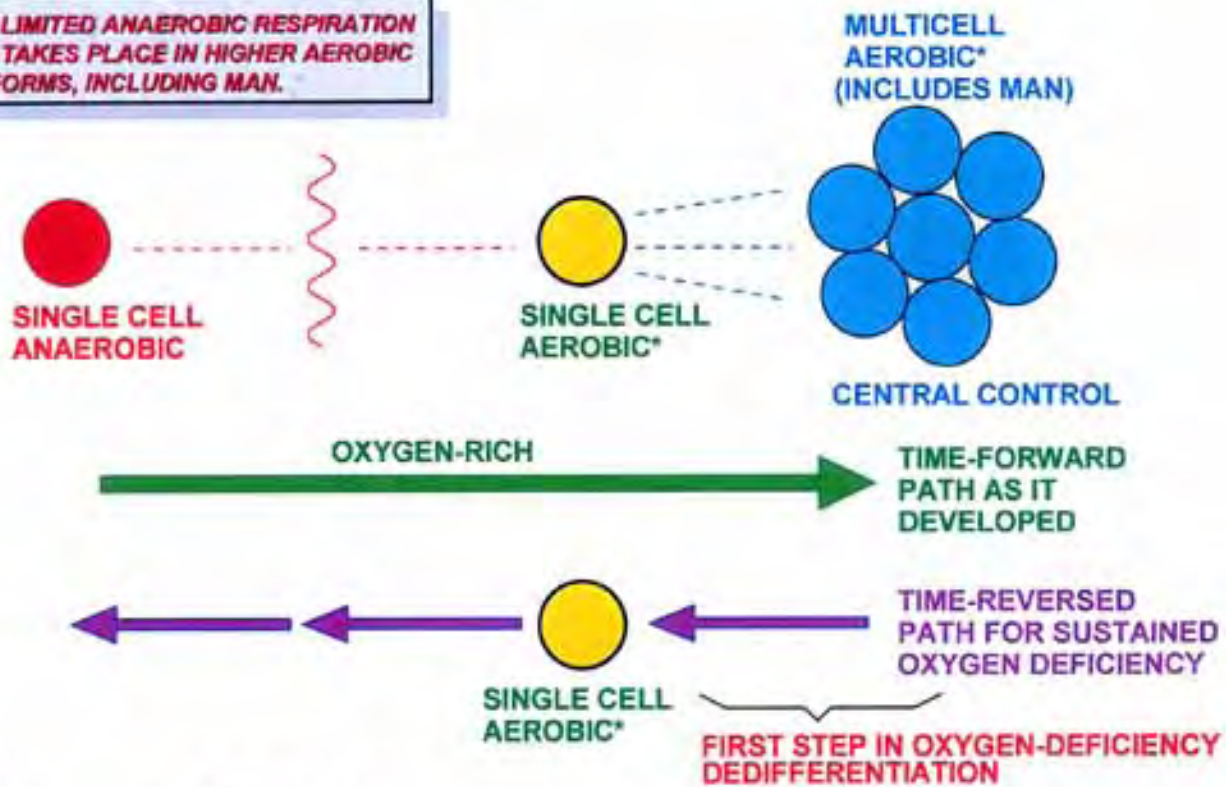 LIMITED ANAEROBIC RESPIRATION
TAKES PLACE IN HIGHER AEROBIC
FORMS, INCLUDING MAN.
MULTICELL
AEROBIC*
(INCLUDES MAN)
SINGLE CELL
ANAEROBIC
SINGLE CELL
AEROBIC*
CENTRAL CONTROL
OXYGEN-RICH
TIME-FORWARD
PATH AS IT
DEVELOPED
TIME-REVERSED
PATH FOR SUSTAINED
OXYGEN DEFICIENCY
SINGLE CELL
AEROBIC*
FIRST STEP IN OXYGEN-DEFICIENCY
DEDIFFERENTIATION